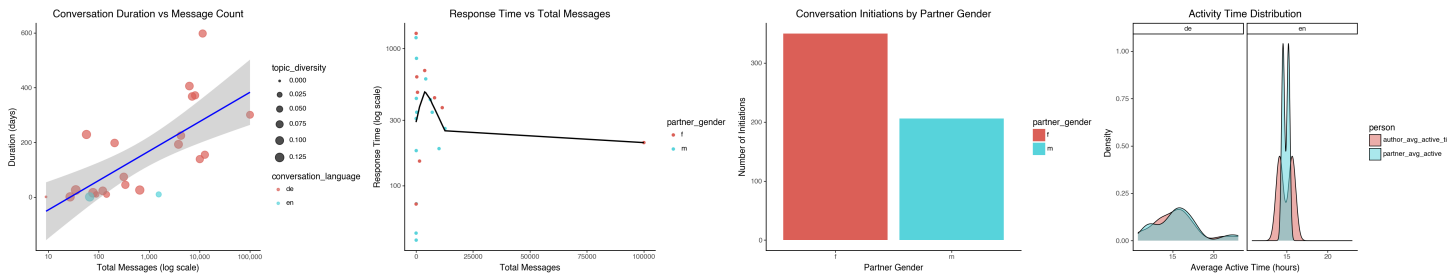 Conversation Duration vs Message Count
Duration (days)
600
400
200
0
10
100
1,000
10,000
100,000
Total Messages (log scale)
topic_diversity
0.000
0.025
0.050
0.075
0.100
0.125
conversation_language
de
en
Response Time vs Total Messages
Response Time (log scale)
1000
300
100
0
25000
50000
75000
100000
Total Messages
partner_gender
f
m
Conversation Initiations by Partner Gender
Number of Initiations
300
200
100
0
f
m
Partner Gender
partner_gender
f
m
Activity Time Distribution
de
en
Density
1.00
0.75
0.50
0.25
0.00
15
20
15
20
Average Active Time (hours)
person
author_avg_active_ti
partner_avg_active